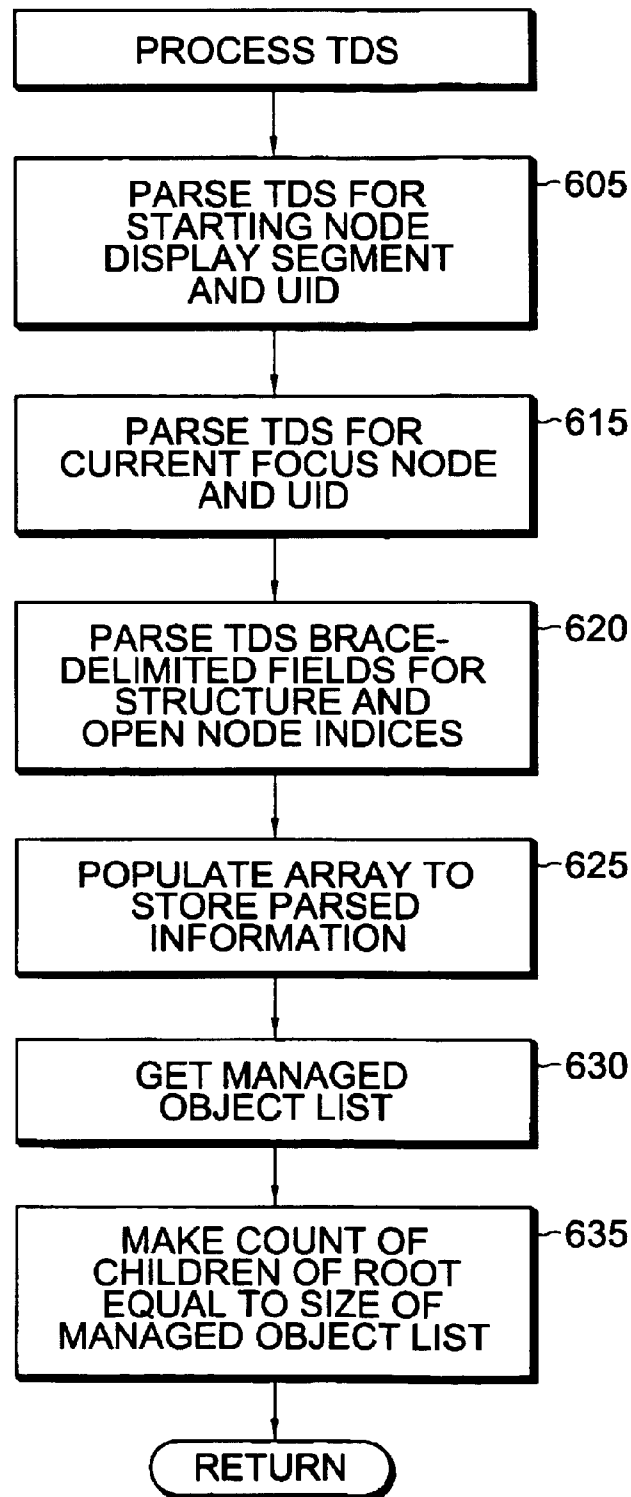 PROCESS TDS
PARSE TDS FOR
STARTING NODE
DISPLAY SEGMENT
AND UID
605
PARSE TDS FOR
CURRENT FOCUS NODE
AND UID
615
PARSE TDS BRACE-
DELIMITED FIELDS FOR
STRUCTURE AND
OPEN NODE INDICES
620
POPULATE ARRAY TO
STORE PARSED
INFORMATION
625
GET MANAGED
OBJECT LIST
630
MAKE COUNT OF
CHILDREN OF ROOT
EQUAL TO SIZE OF
MANAGED OBJECT LIST
635
RETURN